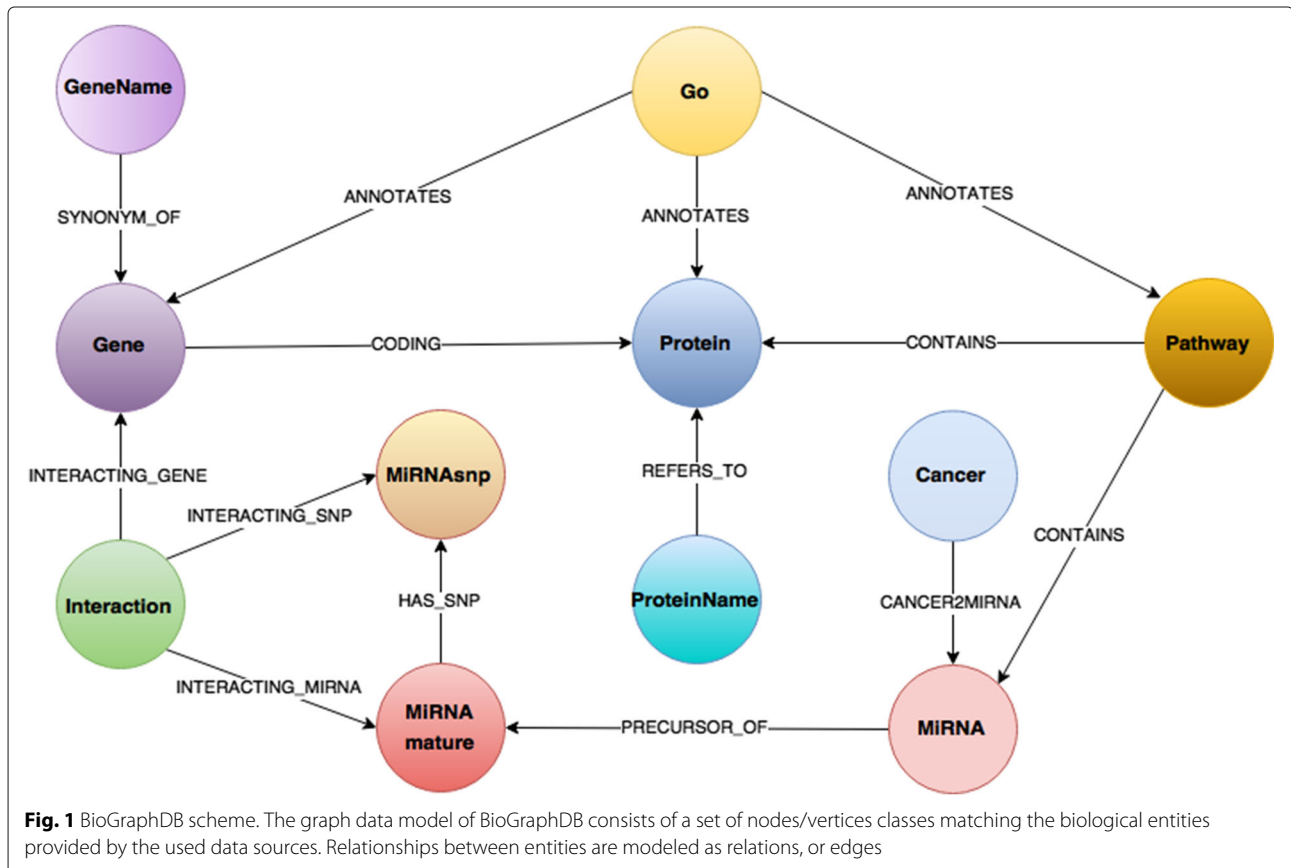 GeneName
Go
ANNOTATES
ANNOTATES
SYNONYM_OF
ANNOTATES
Gene
CODING
Protein
CONTAINS
Pathway
INTERACTING_GENE
MiRNAsnp
REFERS_TO
Cancer
INTERACTING_SNP
CONTAINS
Interaction
HAS_SNP
ProteinName
CANCER2MIRNA
INTERACTING_MIRNA
MiRNA
mature
PRECURSOR_OF
MiRNA
Fig. 1 BioGraphDB scheme. The graph data model of BioGraphDB consists of a set of nodes/vertices classes matching the biological entities
provided by the used data sources. Relationships between entities are modeled as relations, or edges